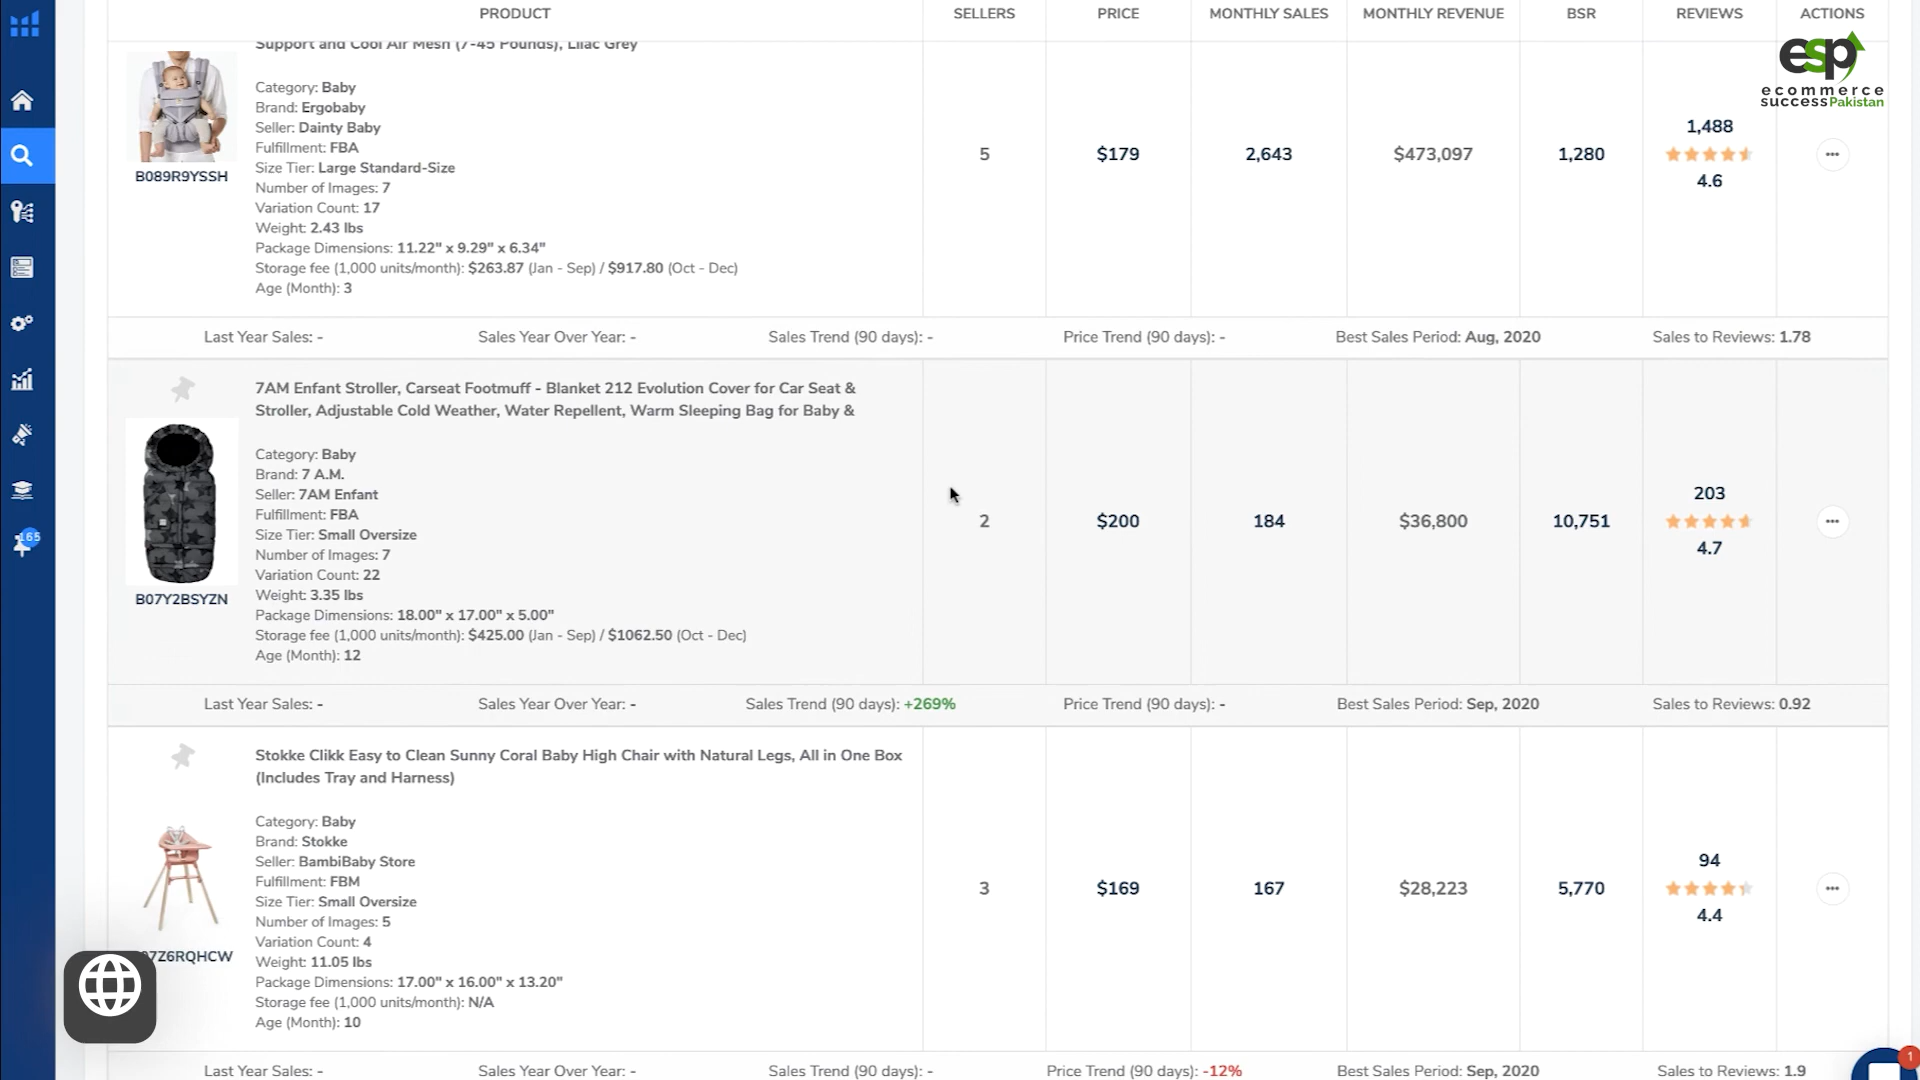 PRODUCT SELLERS PRICE MONTHLY SALES MONTHLY REVENUE BSR REVIEWS ACTIONS
esp
ecommerce
success Pakistan
Support and Cool Air Mesh (7-45 Pounds), Lilac Grey
Category: Baby
Brand: Ergobaby
Seller: Dainty Baby
Fulfillment: FBA
Size Tier: Large Standard-Size
Number of Images: 7
Variation Count: 17
Weight: 2.43 lbs
Package Dimensions: 11.22" x 9.29" x 6.34"
Storage fee (1,000 units/month): $263.87 (Jan - Sep) / $917.80 (Oct - Dec)
Age (Month): 3
B089R9YSSH
5 $179 2,643 $473,097 1,280
1,488
4.6
Last Year Sales: - Sales Year Over Year: - Sales Trend (90 days): - Price Trend (90 days): - Best Sales Period: Aug, 2020 Sales to Reviews: 1.78
7AM Enfant Stroller, Carseat Footmuff - Blanket 212 Evolution Cover for Car Seat &
Stroller, Adjustable Cold Weather, Water Repellent, Warm Sleeping Bag for Baby &
Category: Baby
Brand: 7 A.M.
Seller: 7AM Enfant
Fulfillment: FBA
Size Tier: Small Oversize
Number of Images: 7
Variation Count: 22
Weight: 3.35 lbs
Package Dimensions: 18.00" x 17.00" x 5.00"
Storage fee (1,000 units/month): $425.00 (Jan - Sep) / $1062.50 (Oct - Dec)
Age (Month): 12
B07Y2BSYZN
2 $200 184 $36,800 10,751
203
4.7
Last Year Sales: - Sales Year Over Year: - Sales Trend (90 days): +269% Price Trend (90 days): - Best Sales Period: Sep, 2020 Sales to Reviews: 0.92
Stokke Clikk Easy to Clean Sunny Coral Baby High Chair with Natural Legs, All in One Box
(Includes Tray and Harness)
Category: Baby
Brand: Stokke
Seller: BambiBaby Store
Fulfillment: FBM
Size Tier: Small Oversize
Number of Images: 5
Variation Count: 4
Weight: 11.05 lbs
Package Dimensions: 17.00" x 16.00" x 13.20"
Storage fee (1,000 units/month): N/A
Age (Month): 10
7Z6RQHCW
3 $169 167 $28,223 5,770
94
4.4
Last Year Sales: - Sales Year Over Year: - Sales Trend (90 days): - Price Trend (90 days): -12% Best Sales Period: Sep, 2020 Sales to Reviews: 1.9
165
1